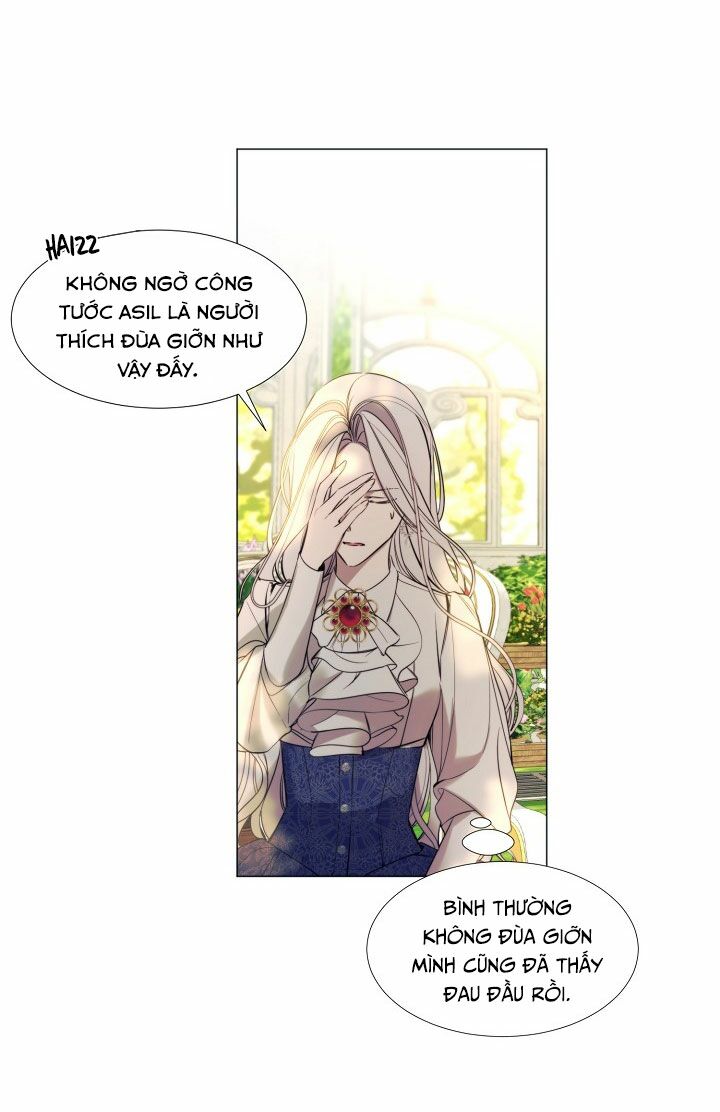 HAIZZ
KHÔNG NGỜ CÔNG
TƯỚC ASIL LÀ NGƯỜI
THÍCH ĐÙA GIỠN NHƯ
VẬY ĐẤY.
BÌNH THƯỜNG
KHÔNG ĐÙA GIỠN
MÌNH CŨNG ĐÃ THẤY
ĐAU ĐẦU RỒI.